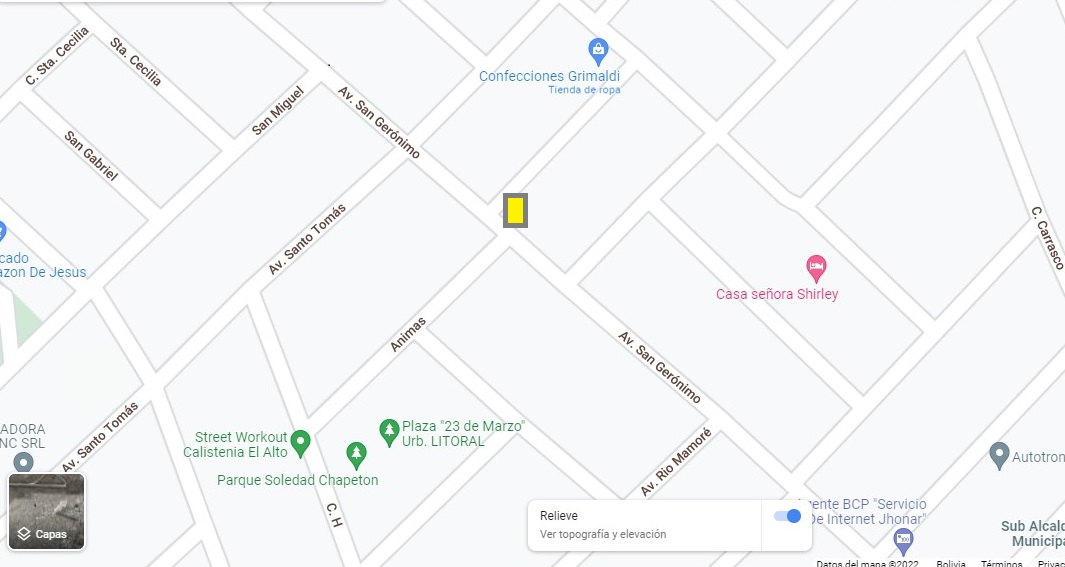 C. Sta. Cecilia
Sta. Cecilia
San Miguel
Av. San Gerónimo
Confecciones Grimaldi
Tienda de ropa
San Gabriel
Av. Santo Tomás
C. Carrasco
cado
azon De Jesus
Casa señora Shirley
Animas
Av. San Gerónimo
Av. Santo Tomás
ADORA
NC SRL
Street Workout
Calistenia El Alto
Plaza "23 de Marzo"
Urb. LITORAL
Parque Soledad Chapeton
Av. Rio Mamoré
Autotron
C. H
Capas
Relieve
Ver topografía y elevación
gente BCP "Servicio
De Internet Jhoñar"
Sub Alcald
Municipa
Datos del mapa ©2022
Bolivia
Términos
Privac